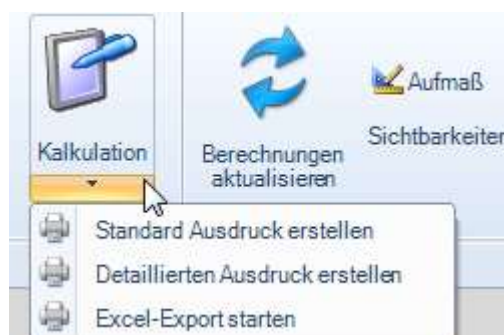 Kalkulation
Berechnungen
aktualisieren
Aufmaß
Sichtbarkeiten
Standard Ausdruck erstellen
Detaillierten Ausdruck erstellen
Excel-Export starten